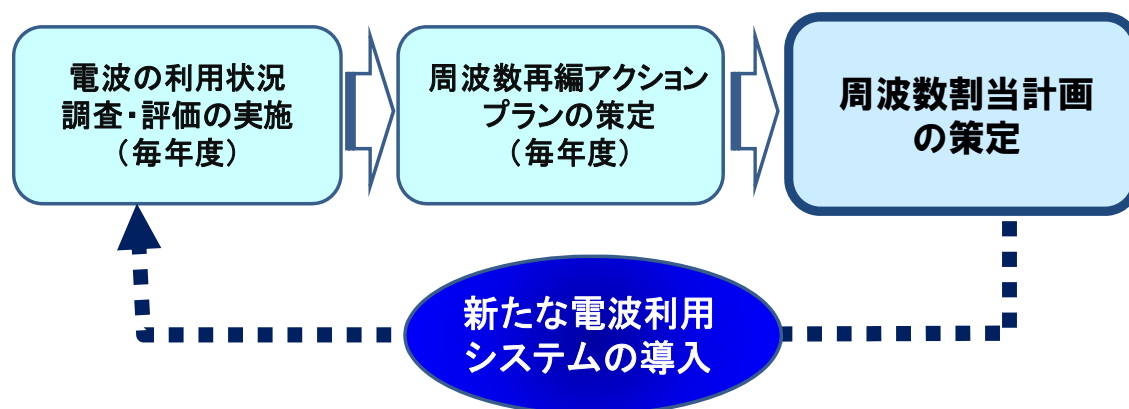 電波の利用状況
調査・評価の実施
（毎年度）
周波数再編アクション
プランの策定
（毎年度）
周波数割当計画
の策定
新たな電波利用
システムの導入